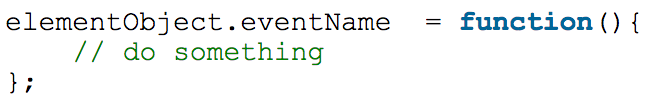 elementObject.eventName  = function(){
    // do something
};